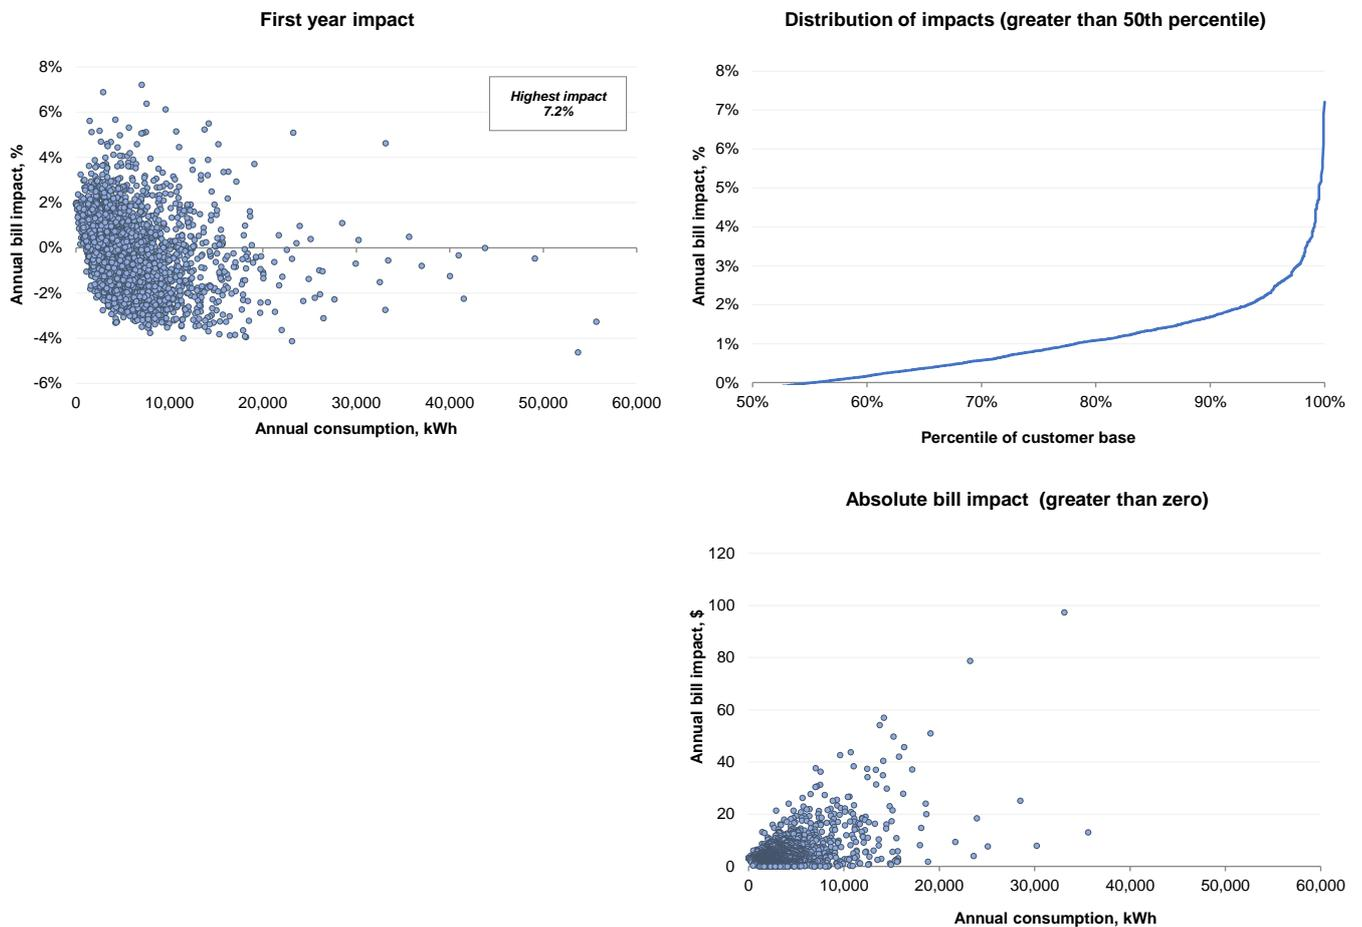 First year impact
8%
6%
4%
2%
0%
-2%
-4%
-6%
Annual bill impact, %
Highest impact
7.2%
0 10,000 20,000 30,000 40,000 50,000 60,000
Annual consumption, kWh
Distribution of impacts (greater than 50th percentile)
8%
7%
6%
5%
4%
3%
2%
1%
0%
Annual bill impact, %
50% 60% 70% 80% 90% 100%
Percentile of customer base
Absolute bill impact  (greater than zero)
120
100
80
60
40
20
0
Annual bill impact, $
0 10,000 20,000 30,000 40,000 50,000 60,000
Annual consumption, kWh